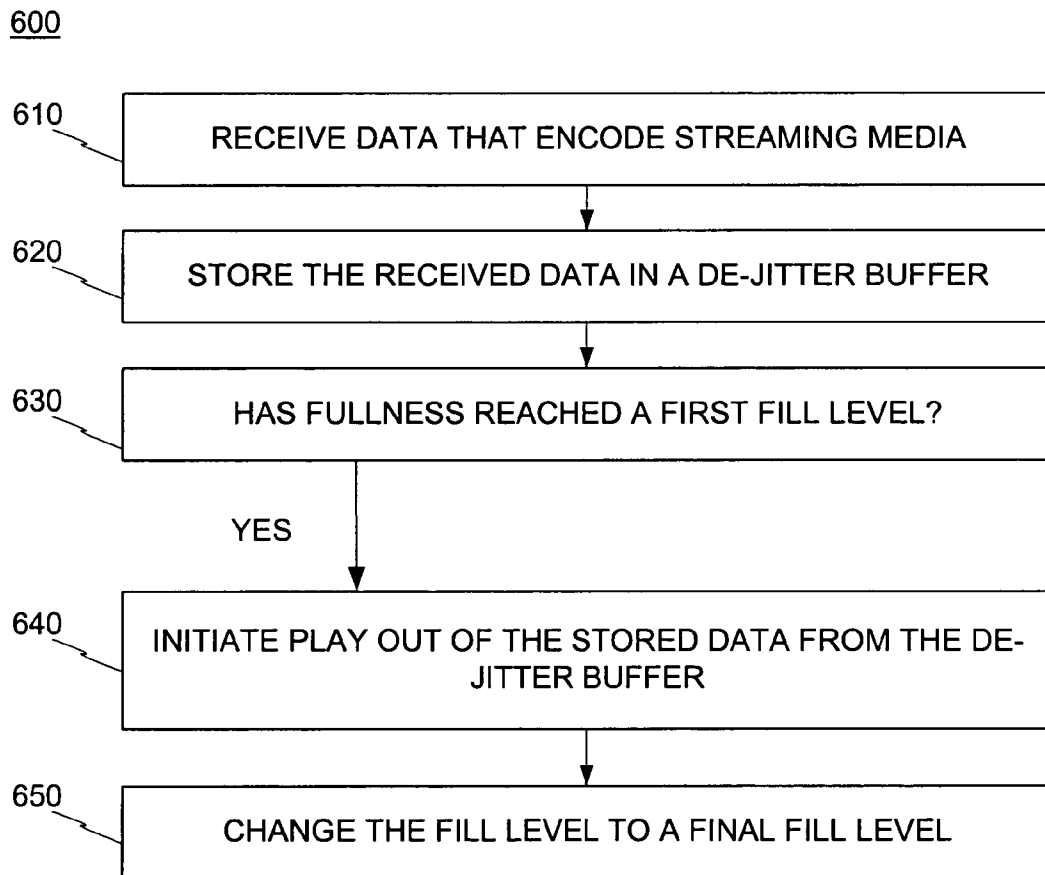 600
610
RECEIVE DATA THAT ENCODE STREAMING MEDIA
620
STORE THE RECEIVED DATA IN A DE-JITTER BUFFER
630
HAS FULLNESS REACHED A FIRST FILL LEVEL?
YES
640
INITIATE PLAY OUT OF THE STORED DATA FROM THE DE-
JITTER BUFFER
650
CHANGE THE FILL LEVEL TO A FINAL FILL LEVEL